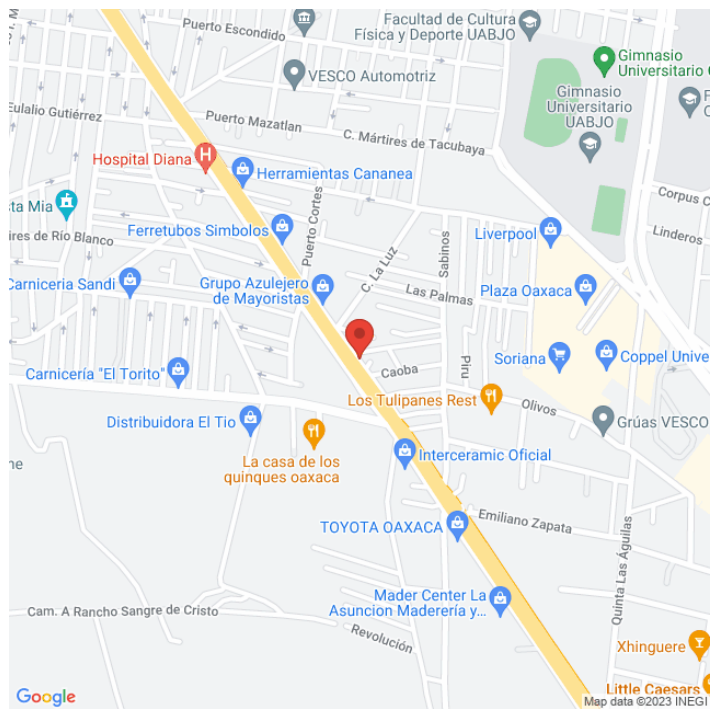 Puerto
Escondido
Facultad de Cultura
Física y Deporte UABJO
VESCO Automotriz
Gimnasio
Universitario
Gimnasio
Universitario
UABJO
Eulalio Gutiérrez
Puerto Mazatlan
C. Mártires de Tacubaya
Hospital Diana
Herramientas Cananea
Corpus C
sta Mia
Puerto Cortes
Ferretubos Simbolos
Liverpool
Linderos
ires de Río Blanco
C. La Luz
Sabinos
Carniceria Sandi
Grupo Azulejero
de Mayoristas
Las Palmas
Plaza Oaxaca
Soriana
Coppel Unive
Piru
Caoba
Carnicería "El Torito"
Los Tulipanes Rest
Olivos
Distribuidora El Tio
Grúas VESCO
La casa de los
quinques oaxaca
Interceramic Oficial
me
TOYOTA OAXACA
Emiliano Zapata
Quinta Las Águilas
Mader Center La
Asuncion Maderería y...
Cam. A Rancho Sangre de Cristo
Revolución
Xhinguere
Little Caesars
Google
Map data ©2023 INEGI